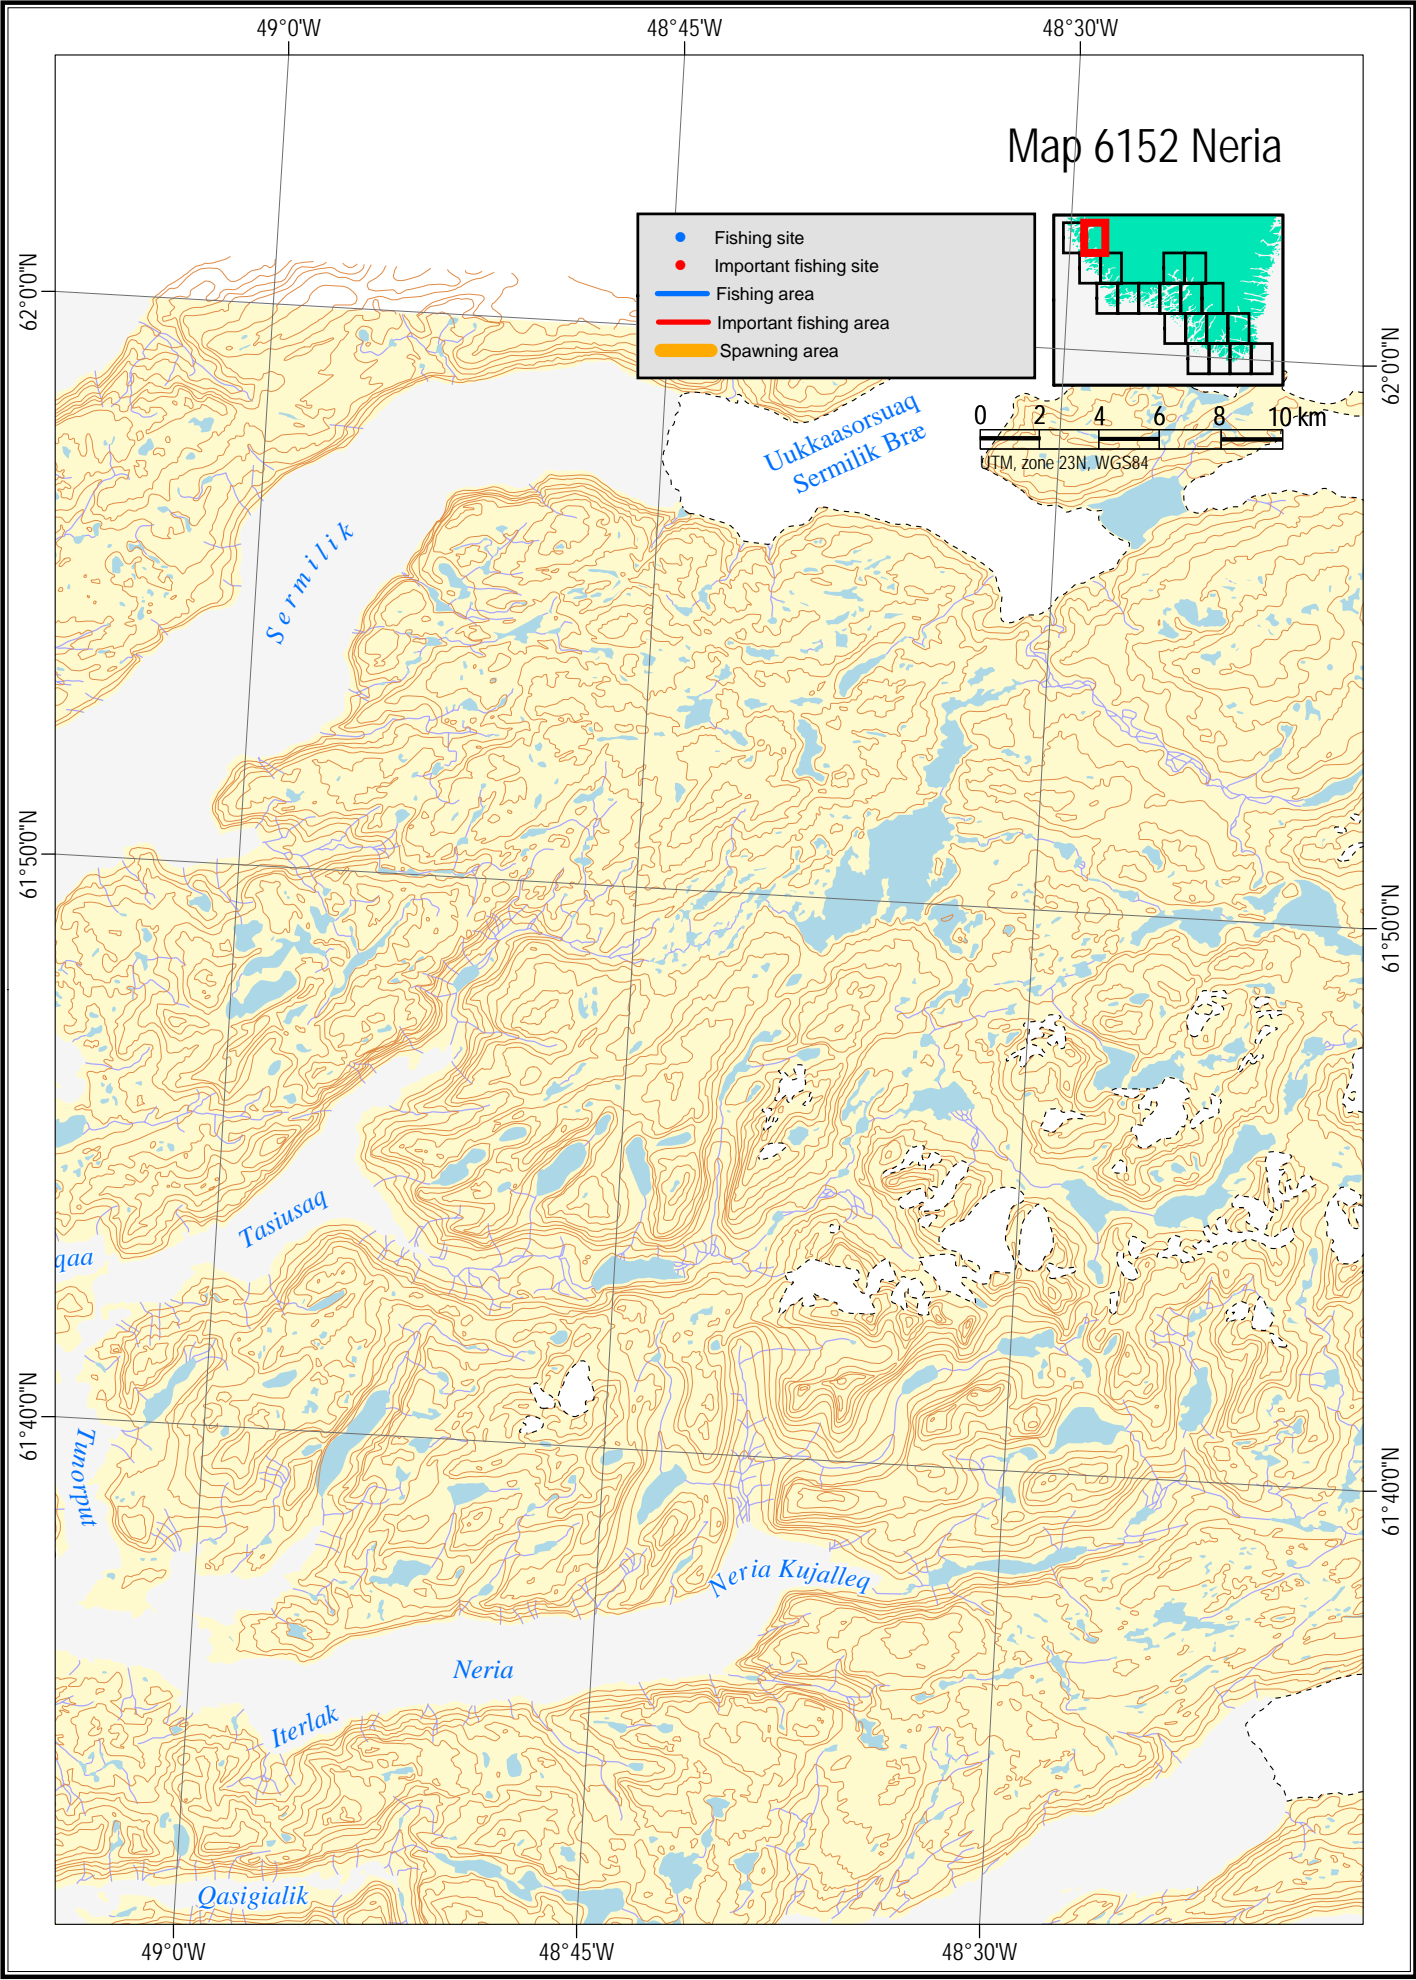 49°0'W
48°45'W
48°30'W
Map 6152 Neria
Fishing site
Important fishing site
Fishing area
Important fishing area
Spawning area
62°0'0"N
62°0'0"N
0 2 4 6 8 10 km
UTM, zone 23N, WGS84
Uukkaasorsuaq
Sermilik Bræ
Sermilik
61°50'0"N
61°50'0"N
Tasiusaq
qaa
61°40'0"N
61°40'0"N
Tunorput
Neria Kujalleq
Neria
Iterlak
Qasigialik
49°0'W
48°45'W
48°30'W